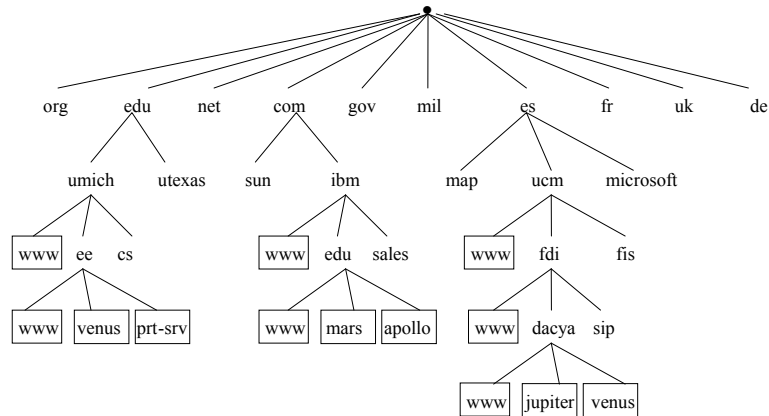 org edu net com gov mil es fr uk de
umich utexas sun ibm map ucm microsoft
www ee cs www edu sales www fdi fis
www venus prt-srv www mars apollo www dacya sip
www jupiter venus